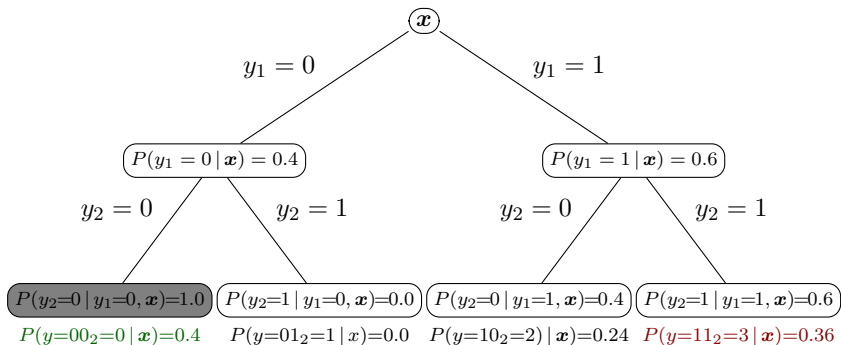 x
y₁ = 0
y₁ = 1
P(y₁ = 0 | x) = 0.4
P(y₁ = 1 | x) = 0.6
y₂ = 0
y₂ = 1
y₂ = 0
y₂ = 1
P(y₂=0 | y₁=0, x)=1.0
P(y₂=1 | y₁=0, x)=0.0
P(y₂=0 | y₁=1, x)=0.4
P(y₂=1 | y₁=1, x)=0.6
P(y=00₂=0 | x)=0.4
P(y=01₂=1 | x)=0.0
P(y=10₂=2) | x)=0.24
P(y=11₂=3 | x)=0.36